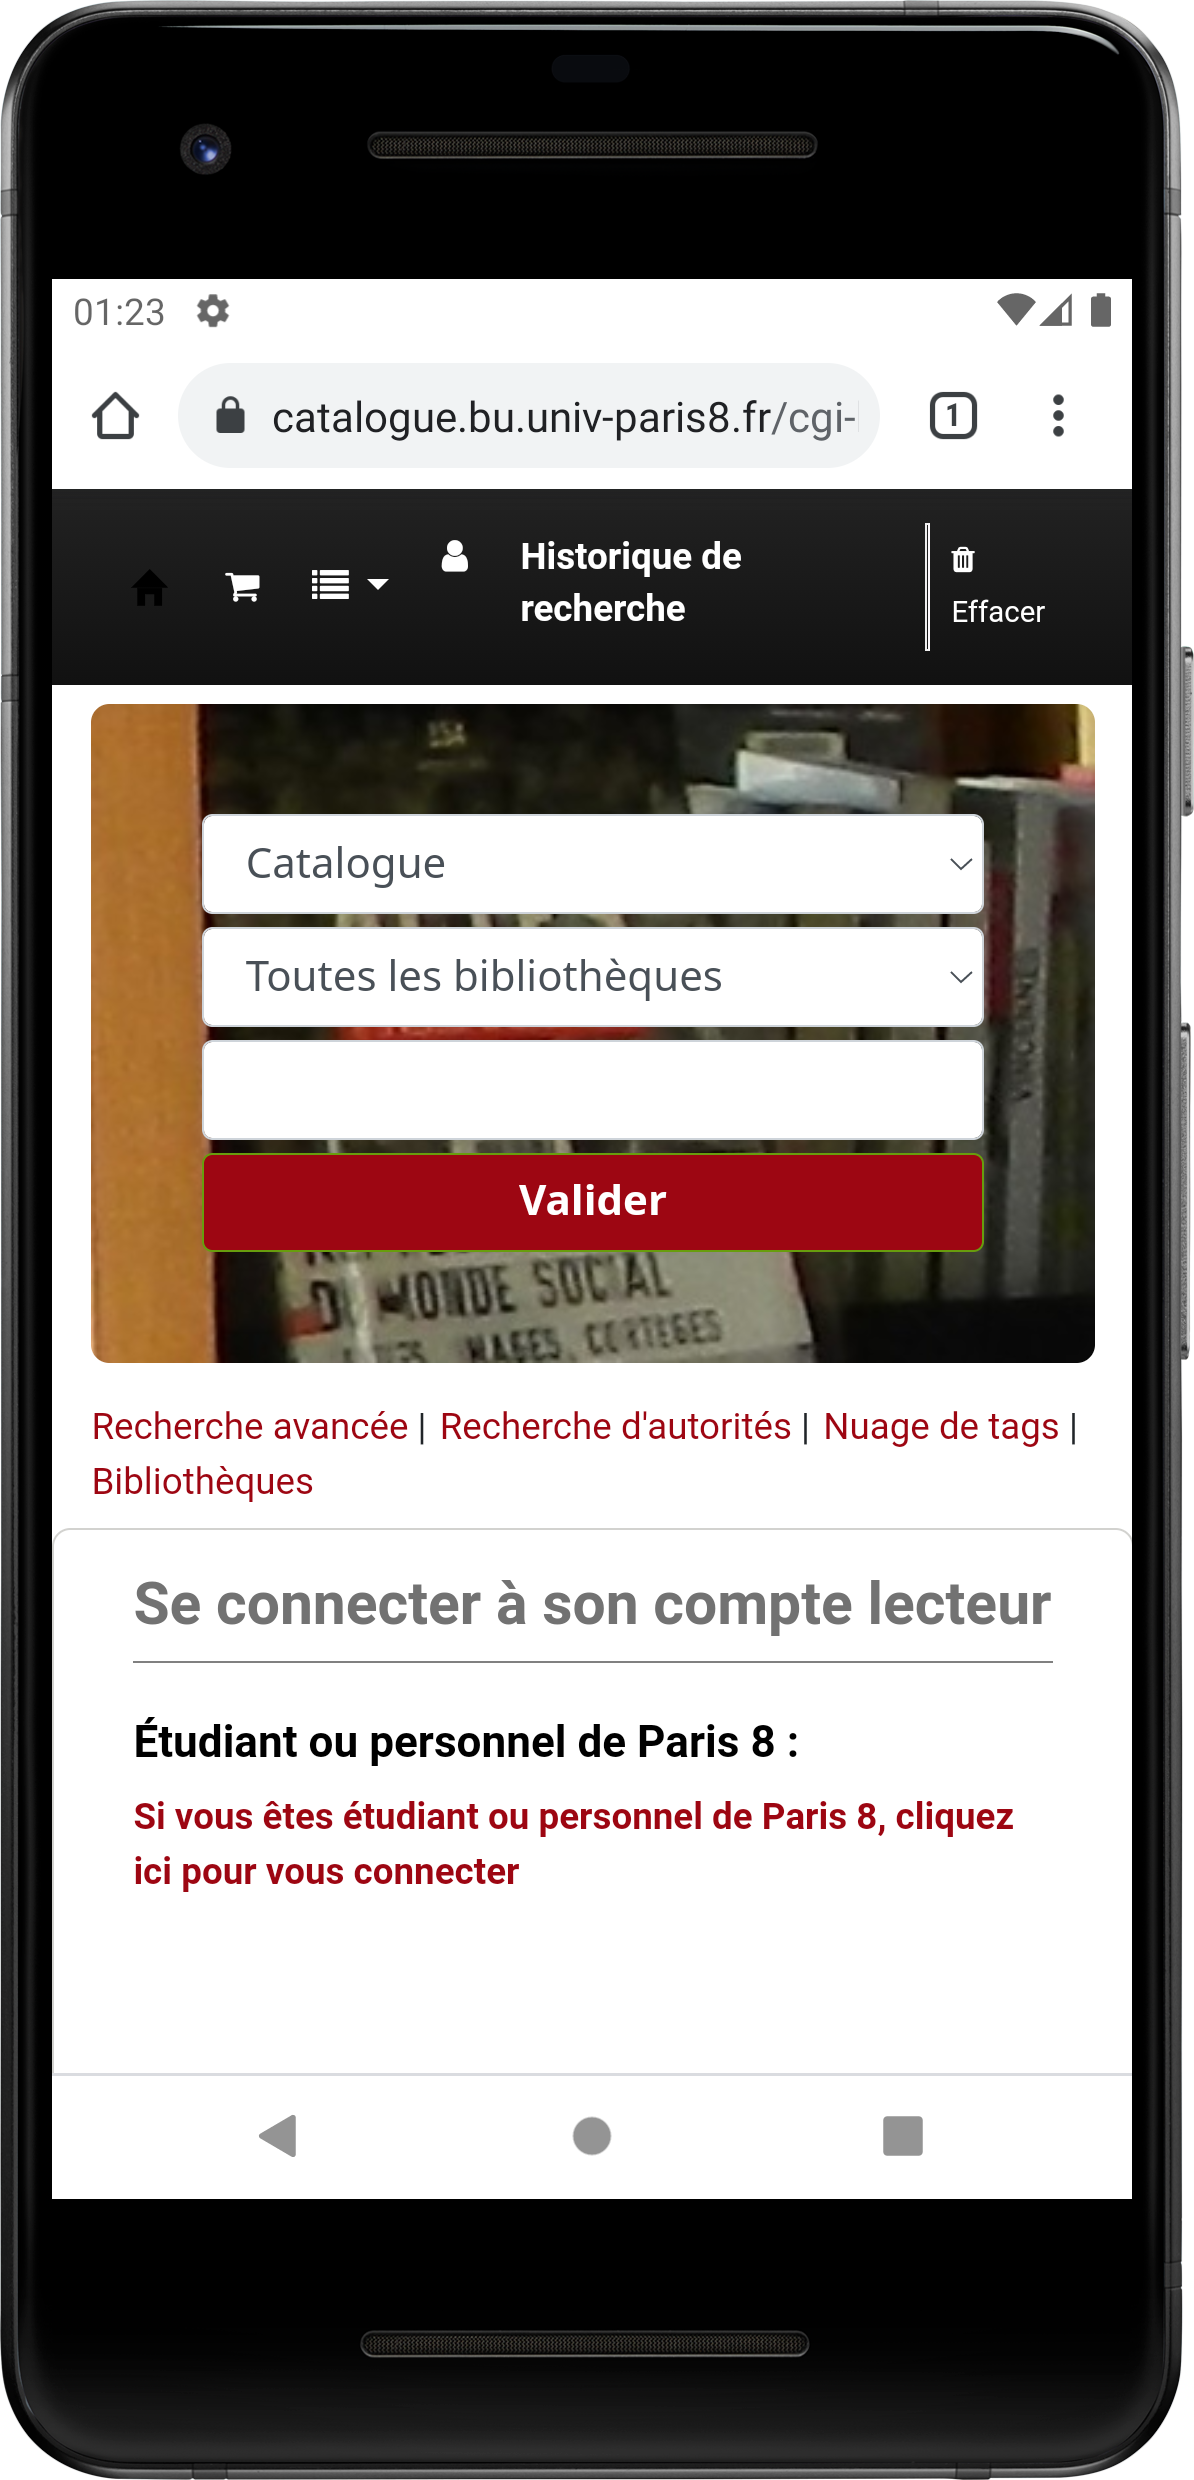 01:23
catalogue.bu.univ-paris8.fr/cgi-
1
Historique de
recherche
Effacer
Catalogue
Toutes les bibliothèques
Valider
MONDE SOCIAL
Recherche avancée | Recherche d'autorités | Nuage de tags |
Bibliothèques
Se connecter à son compte lecteur
Étudiant ou personnel de Paris 8 :
Si vous êtes étudiant ou personnel de Paris 8, cliquez
ici pour vous connecter